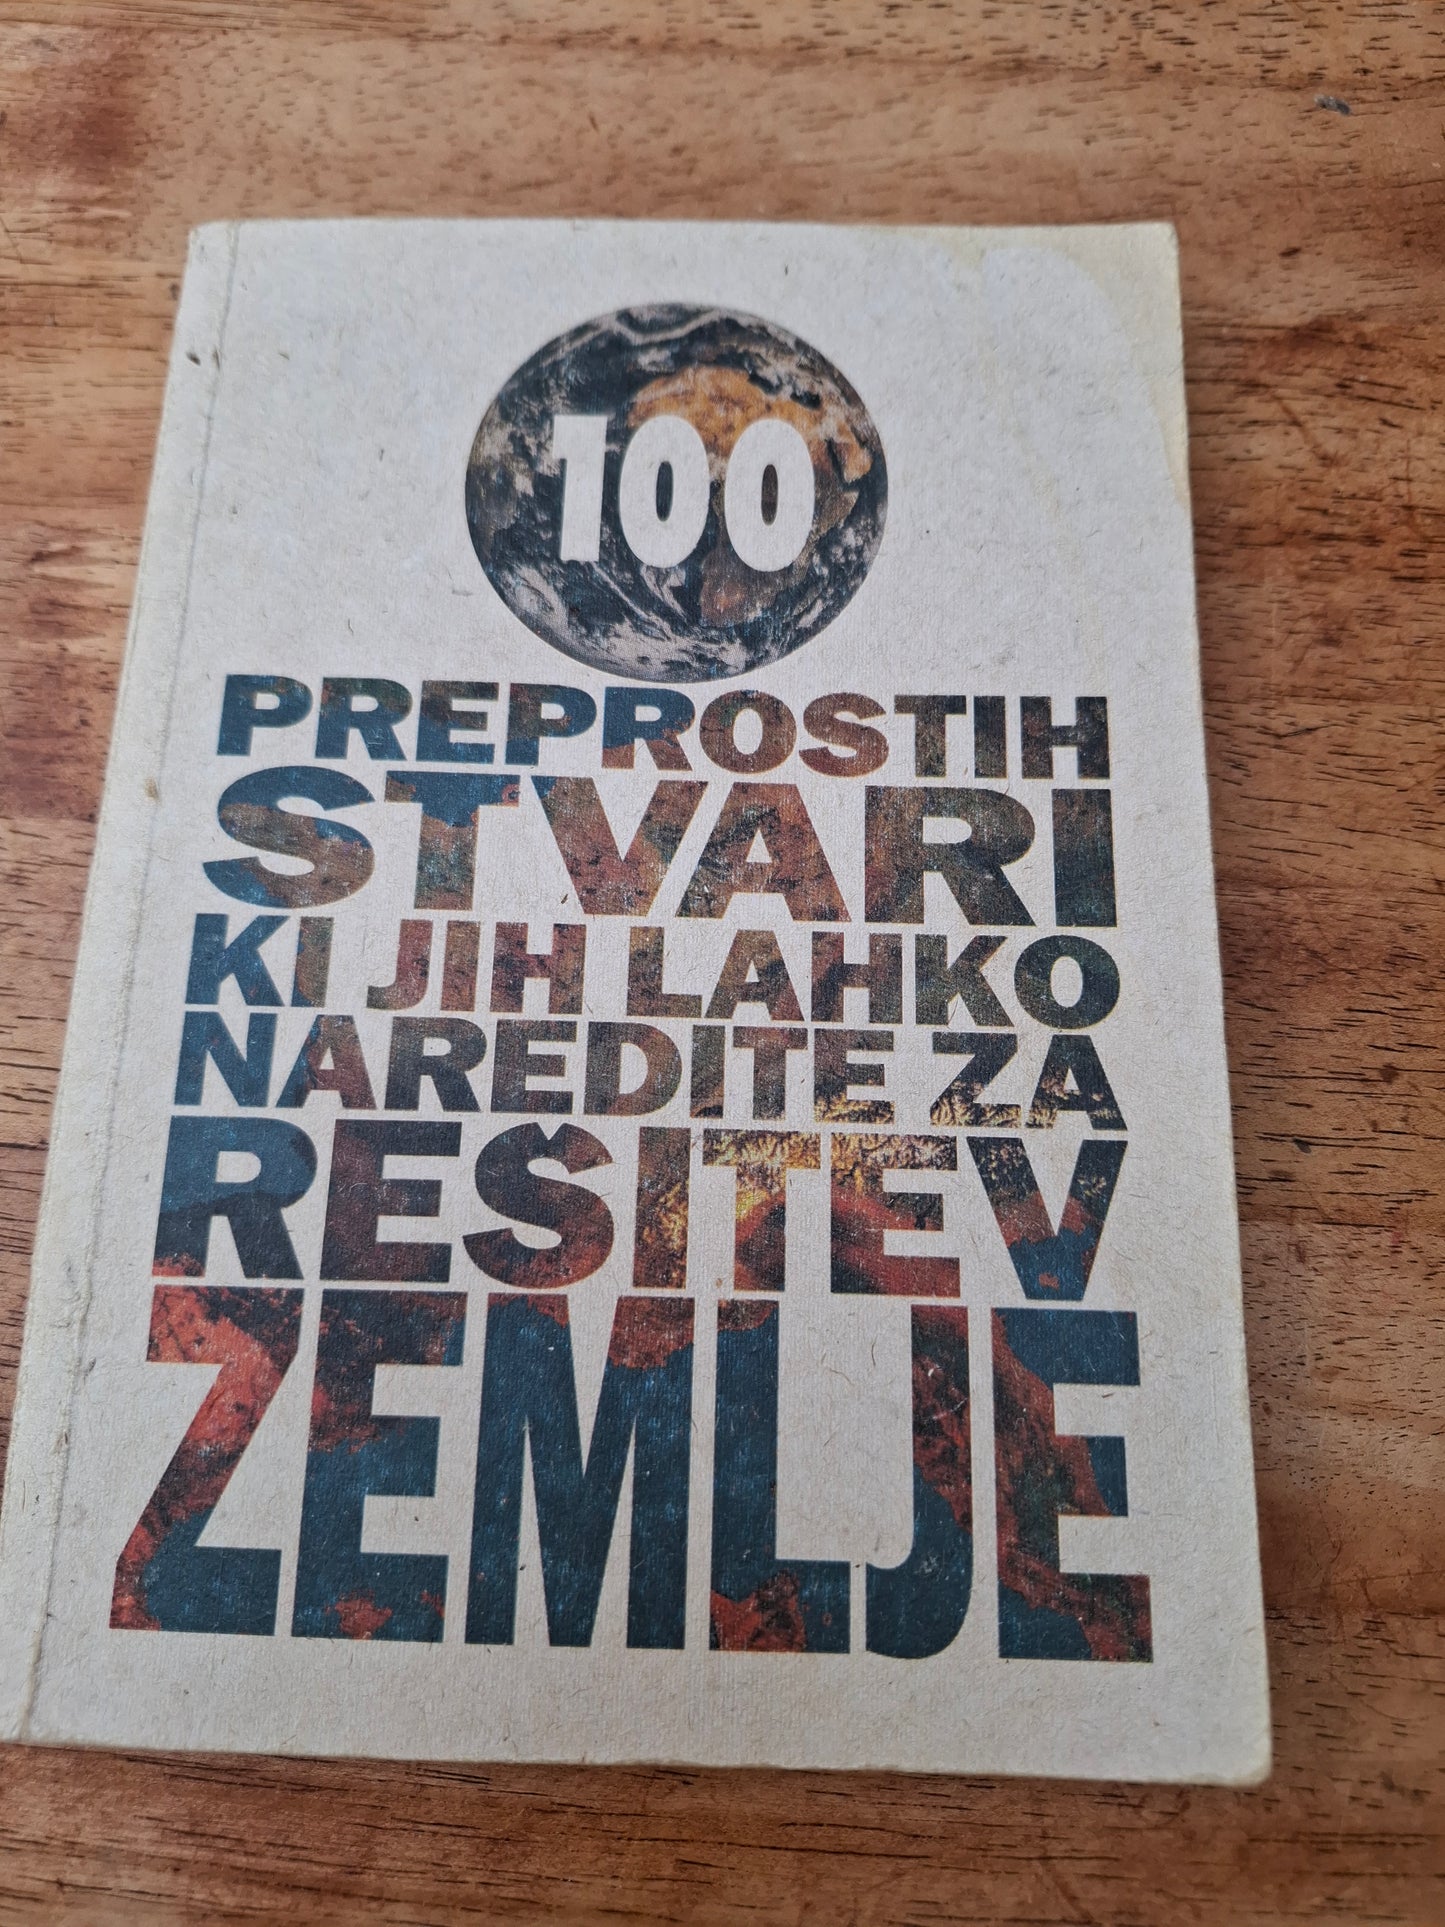 100
PREPROSTIH
STVARI
KI JIH LAHKO
NAREDITE ZA
REŠITEV
ZEMLJE